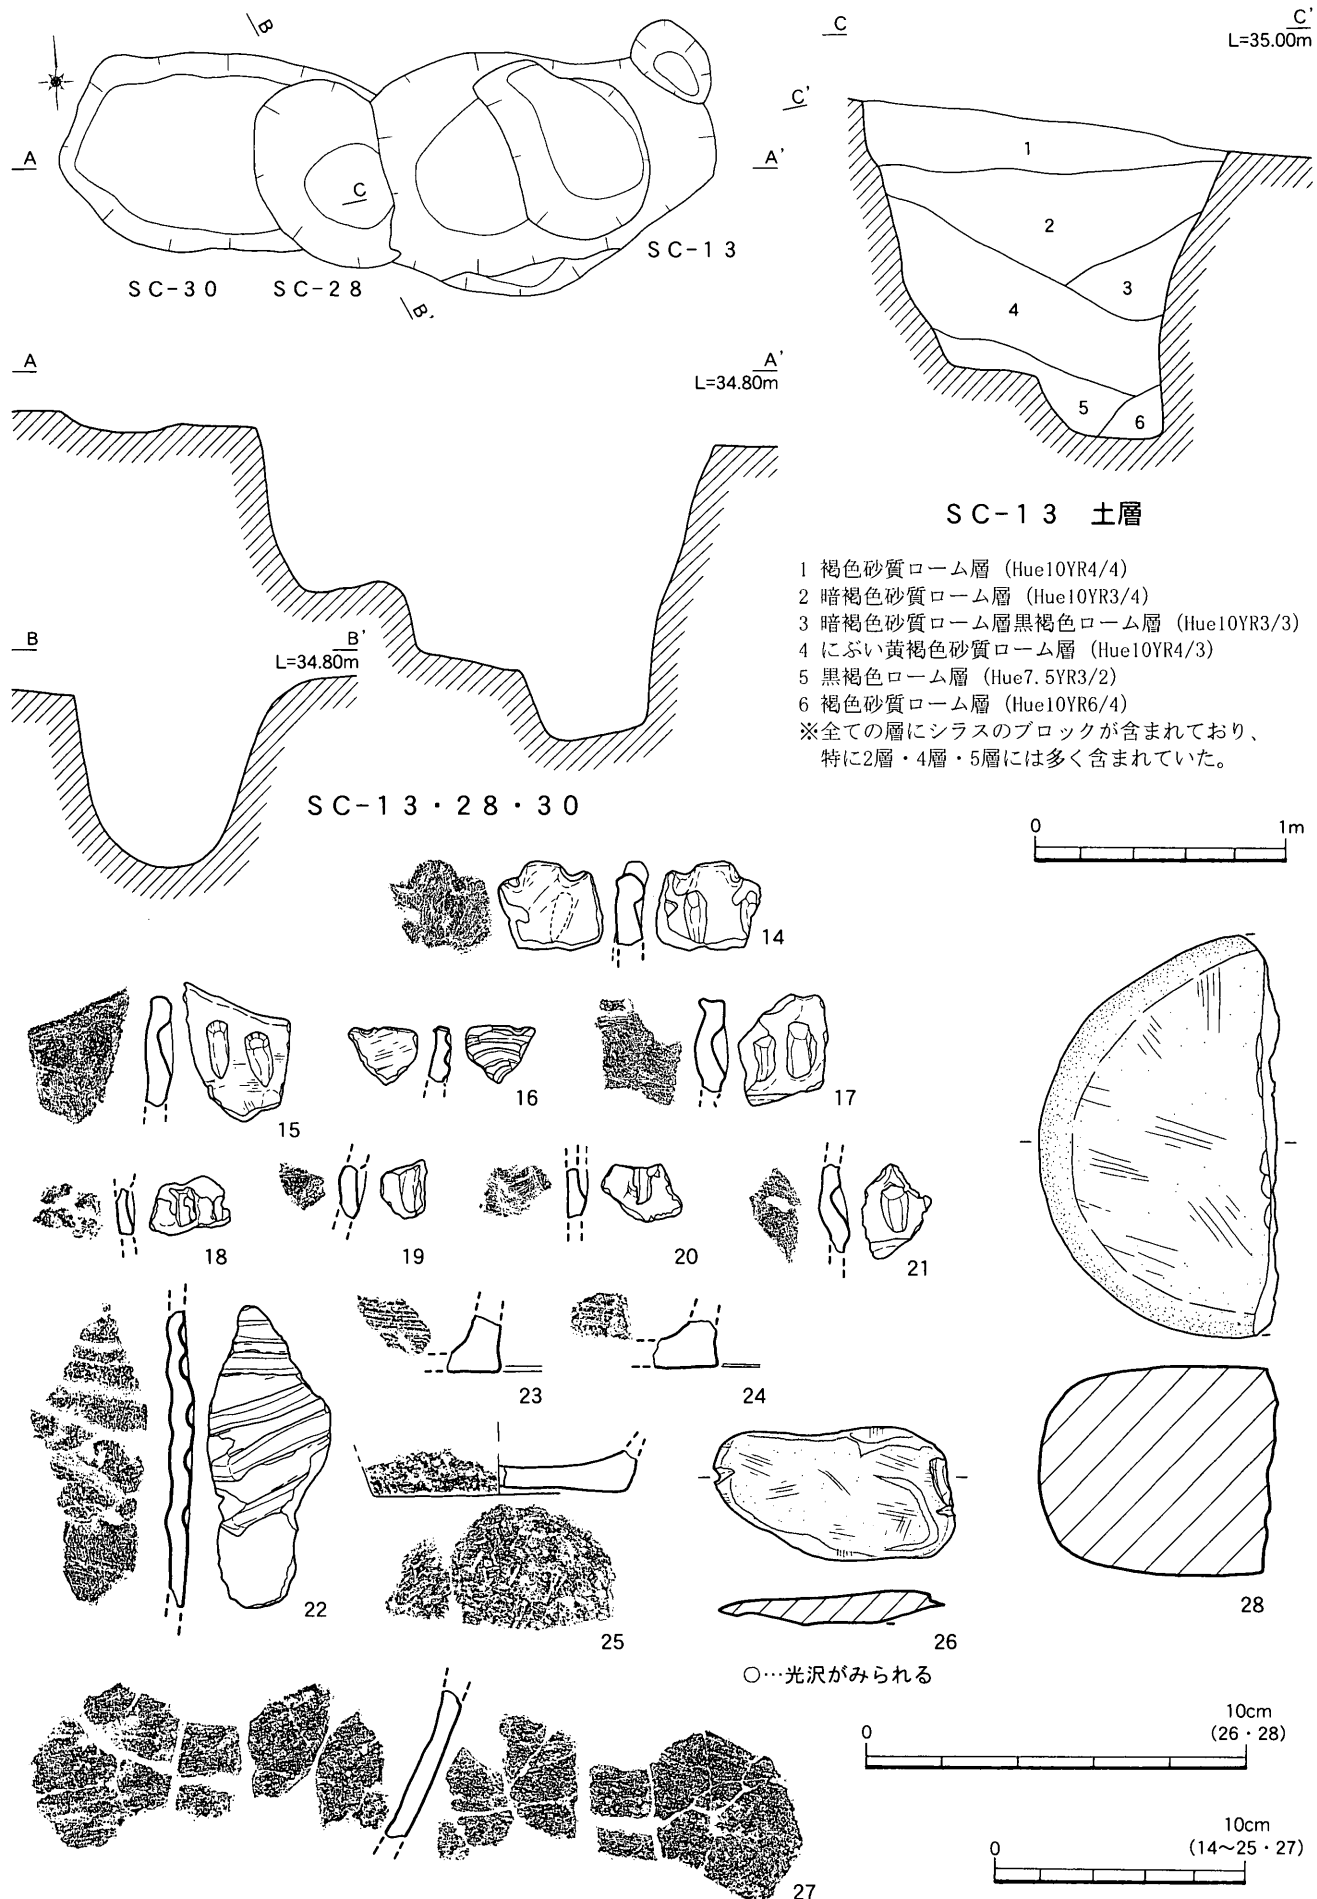 B
A
A'
C
SC-13
SC-30
SC-28
B'
C
C'
L=35.00m
C'
1
2
3
4
5
6
A
A'
L=34.80m
B
B'
L=34.80m
SC-13 土層
1 褐色砂質ローム層 (Hue10YR4/4)
2 暗褐色砂質ローム層 (Hue10YR3/4)
3 暗褐色砂質ローム層黒褐色ローム層 (Hue10YR3/3)
4 にぶい黄褐色砂質ローム層 (Hue10YR4/3)
5 黒褐色ローム層 (Hue7.5YR3/2)
6 褐色砂質ローム層 (Hue10YR6/4)
※全ての層にシラスのブロックが含まれており、
特に2層・4層・5層には多く含まれていた。
SC-13・28・30
0 1m
14
15
16
17
18
19
20
21
22
23
24
25
26
28
○…光沢がみられる
27
0 10cm
(26・28)
0 10cm
(14～25・27)